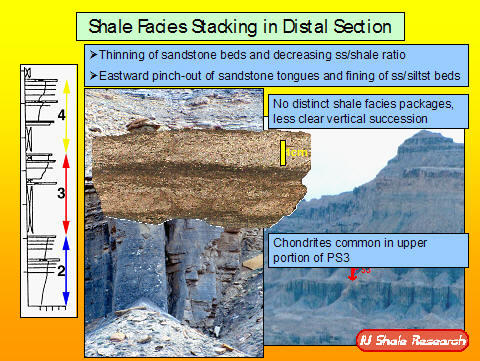 Shale Facies Stacking in Distal Section
➤Thinning of sandstone beds and decreasing ss/shale ratio
➤Eastward pinch-out of sandstone tongues and fining of ss/siltst beds
No distinct shale facies packages,
less clear vertical succession
4
3
2
1cm
Chondrites common in upper
portion of PS3
IU Shale Research